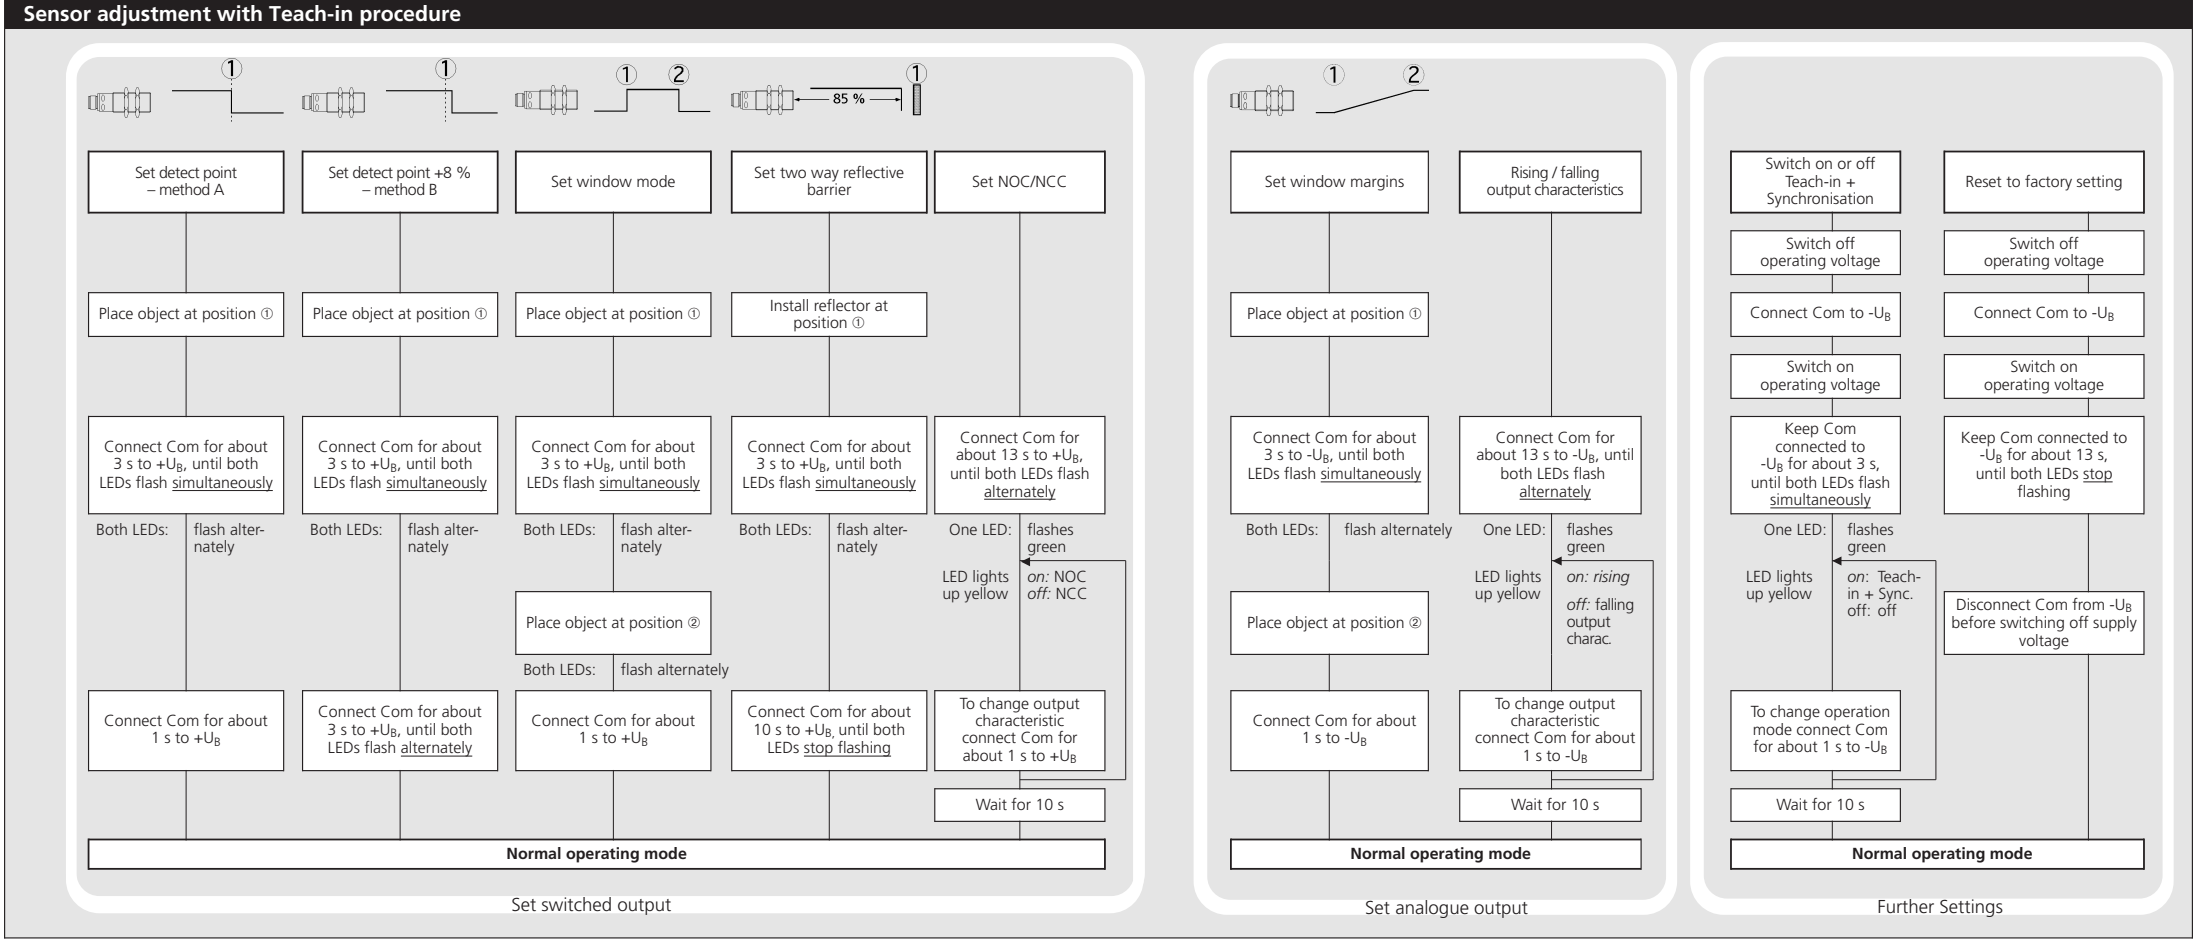 Sensor adjustment with Teach-in procedure
①
①
① ②
85 %
①
Set detect point
– method A
Place object at position ①
Connect Com for about
3 s to +UB, until both
LEDs flash simultaneously
Both LEDs: flash alter-
nately
Connect Com for about
1 s to +UB
Set detect point +8 %
– method B
Place object at position ①
Connect Com for about
3 s to +UB, until both
LEDs flash simultaneously
Both LEDs: flash alter-
nately
Connect Com for about
3 s to +UB, until both
LEDs flash alternately
Set window mode
Place object at position ①
Connect Com for about
3 s to +UB, until both
LEDs flash simultaneously
Both LEDs: flash alter-
nately
Place object at position ②
Both LEDs: flash alternately
Connect Com for about
1 s to +UB
Set two way reflective
barrier
Install reflector at
position ①
Connect Com for about
3 s to +UB, until both
LEDs flash simultaneously
Both LEDs: flash alter-
nately
Connect Com for about
10 s to +UB, until both
LEDs stop flashing
Set NOC/NCC
Connect Com for
about 13 s to +UB,
until both LEDs flash
alternately
One LED: flashes
green
LED lights on: NOC
up yellow off: NCC
To change output
characteristic
connect Com for
about 1 s to +UB
Wait for 10 s
Normal operating mode
Set switched output
① ②
Set window margins
Place object at position ①
Connect Com for about
3 s to -UB, until both
LEDs flash simultaneously
Both LEDs: flash alternately
Place object at position ②
Connect Com for about
1 s to -UB
Rising / falling
output characteristics
Connect Com for
about 13 s to -UB, until
both LEDs flash
alternately
One LED: flashes
green
LED lights on: rising
up yellow
off: falling
output
charac.
To change output
characteristic
connect Com for about
1 s to -UB
Wait for 10 s
Normal operating mode
Set analogue output
Switch on or off
Teach-in +
Synchronisation
Switch off
operating voltage
Connect Com to -UB
Switch on
operating voltage
Keep Com
connected to
-UB for about 3 s,
until both LEDs flash
simultaneously
One LED: flashes
green
LED lights on: Teach-
up yellow in + Sync.
off: off
To change operation
mode connect Com
for about 1 s to -UB
Wait for 10 s
Reset to factory setting
Switch off
operating voltage
Connect Com to -UB
Switch on
operating voltage
Keep Com connected to
-UB for about 13 s,
until both LEDs stop
flashing
Disconnect Com from -UB
before switching off supply
voltage
Normal operating mode
Further Settings